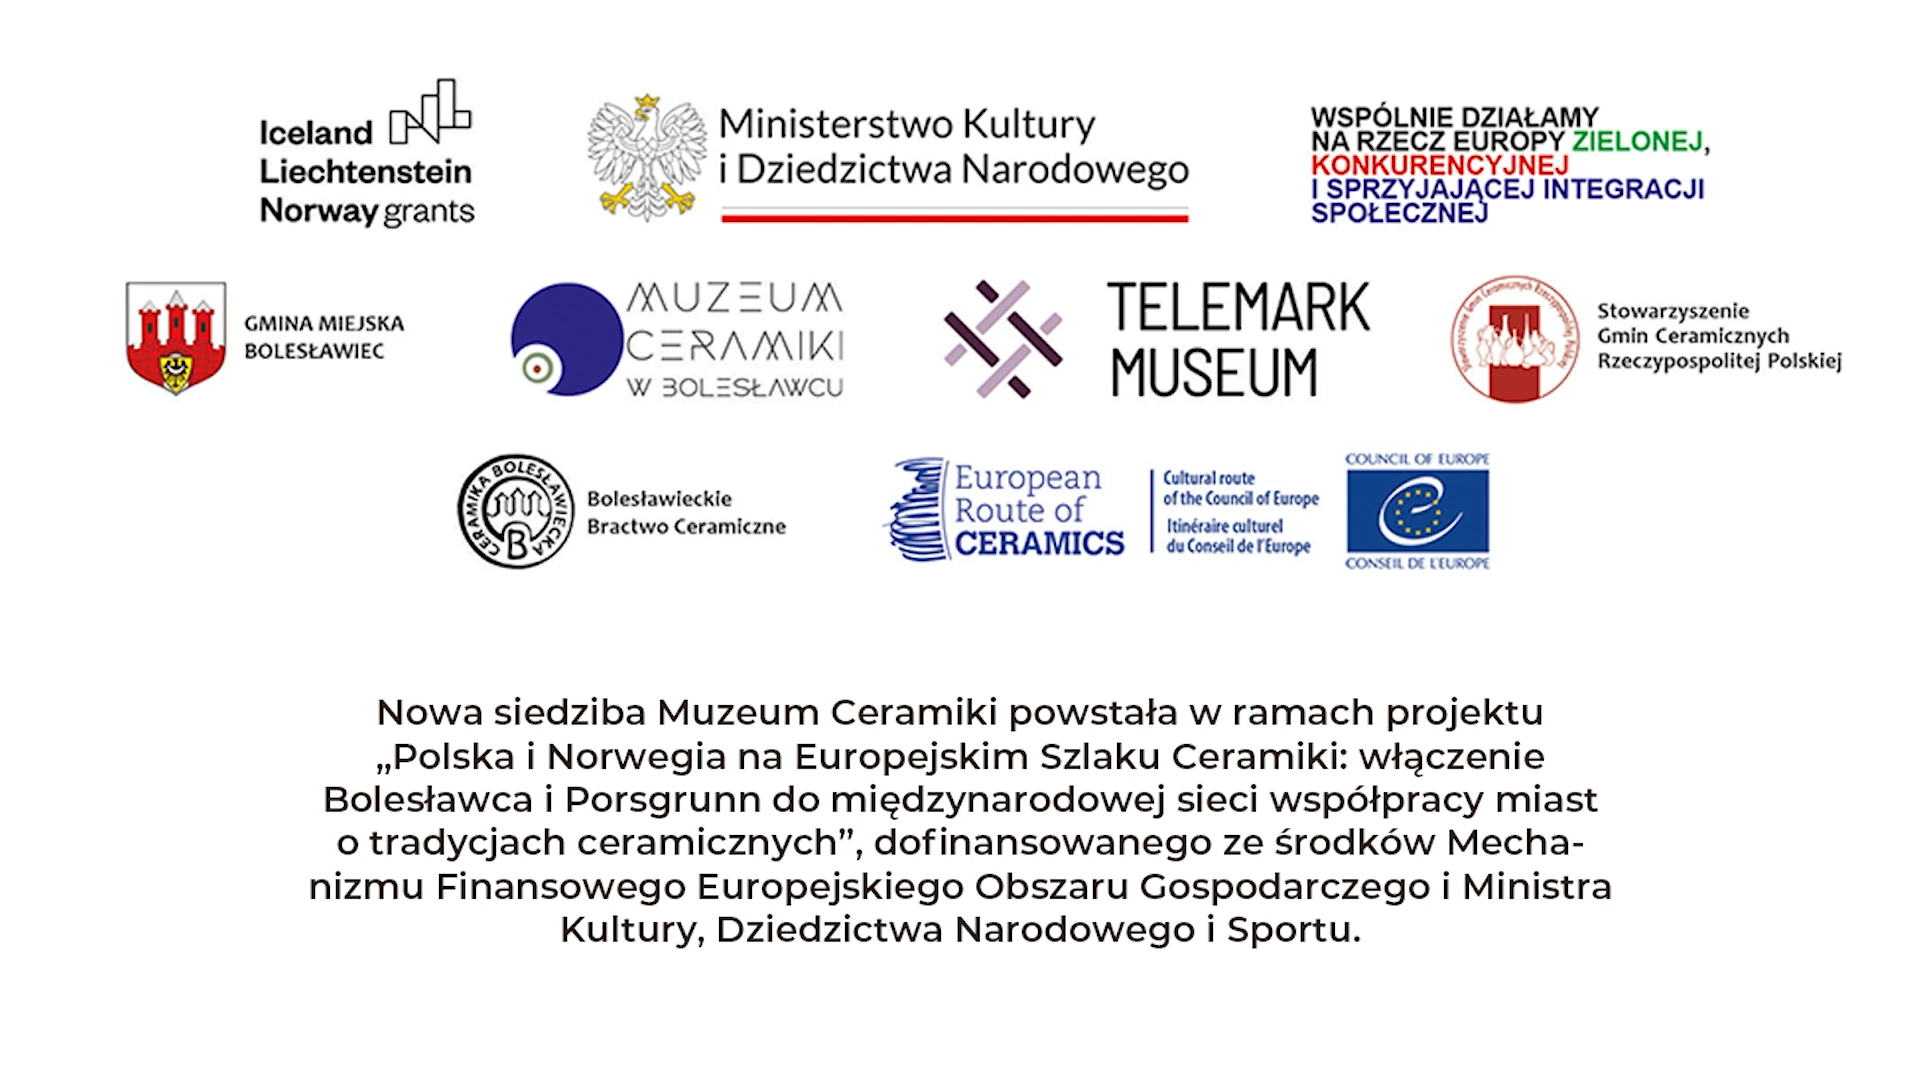 Iceland
Liechtenstein
Norway grants
Ministerstwo Kultury
i Dziedzictwa Narodowego
WSPÓLNIE DZIAŁAMY
NA RZECZ EUROPY ZIELONEJ,
KONKURENCYJNEJ
I SPRZYJAJĄCEJ INTEGRACJI
SPOŁECZNEJ
GMINA MIEJSKA
BOLESŁAWIEC
MUZEUM
CERAMIKI
W BOLESŁAWCU
TELEMARK
MUSEUM
Stowarzyszenie Gmin Ceramicznych Rzeczypospolitej Polskiej
Stowarzyszenie
Gmin Ceramicznych
Rzeczypospolitej Polskiej
CERAMIKA BOLESŁAWIECKA
B
Bolesławieckie
Bractwo Ceramiczne
European
Route of
CERAMICS
Cultural route
of the Council of Europe
Itinéraire culturel
du Conseil de l'Europe
COUNCIL OF EUROPE
CONSEIL DE L'EUROPE
Nowa siedziba Muzeum Ceramiki powstała w ramach projektu
„Polska i Norwegia na Europejskim Szlaku Ceramiki: włączenie
Bolesławca i Porsgrunn do międzynarodowej sieci współpracy miast
o tradycjach ceramicznych”, dofinansowanego ze środków Mecha-
nizmu Finansowego Europejskiego Obszaru Gospodarczego i Ministra
Kultury, Dziedzictwa Narodowego i Sportu.